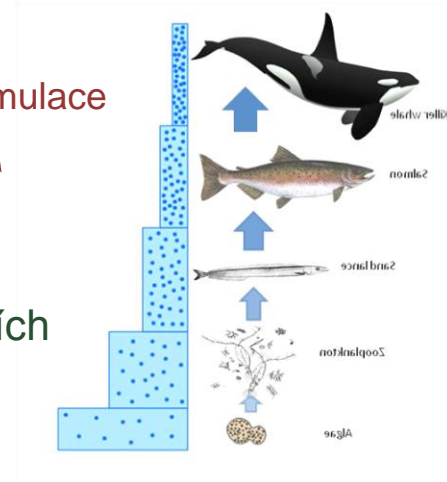 mulace
ích
Killer whale
Salmon
Sand lance
Zooplankton
Algae